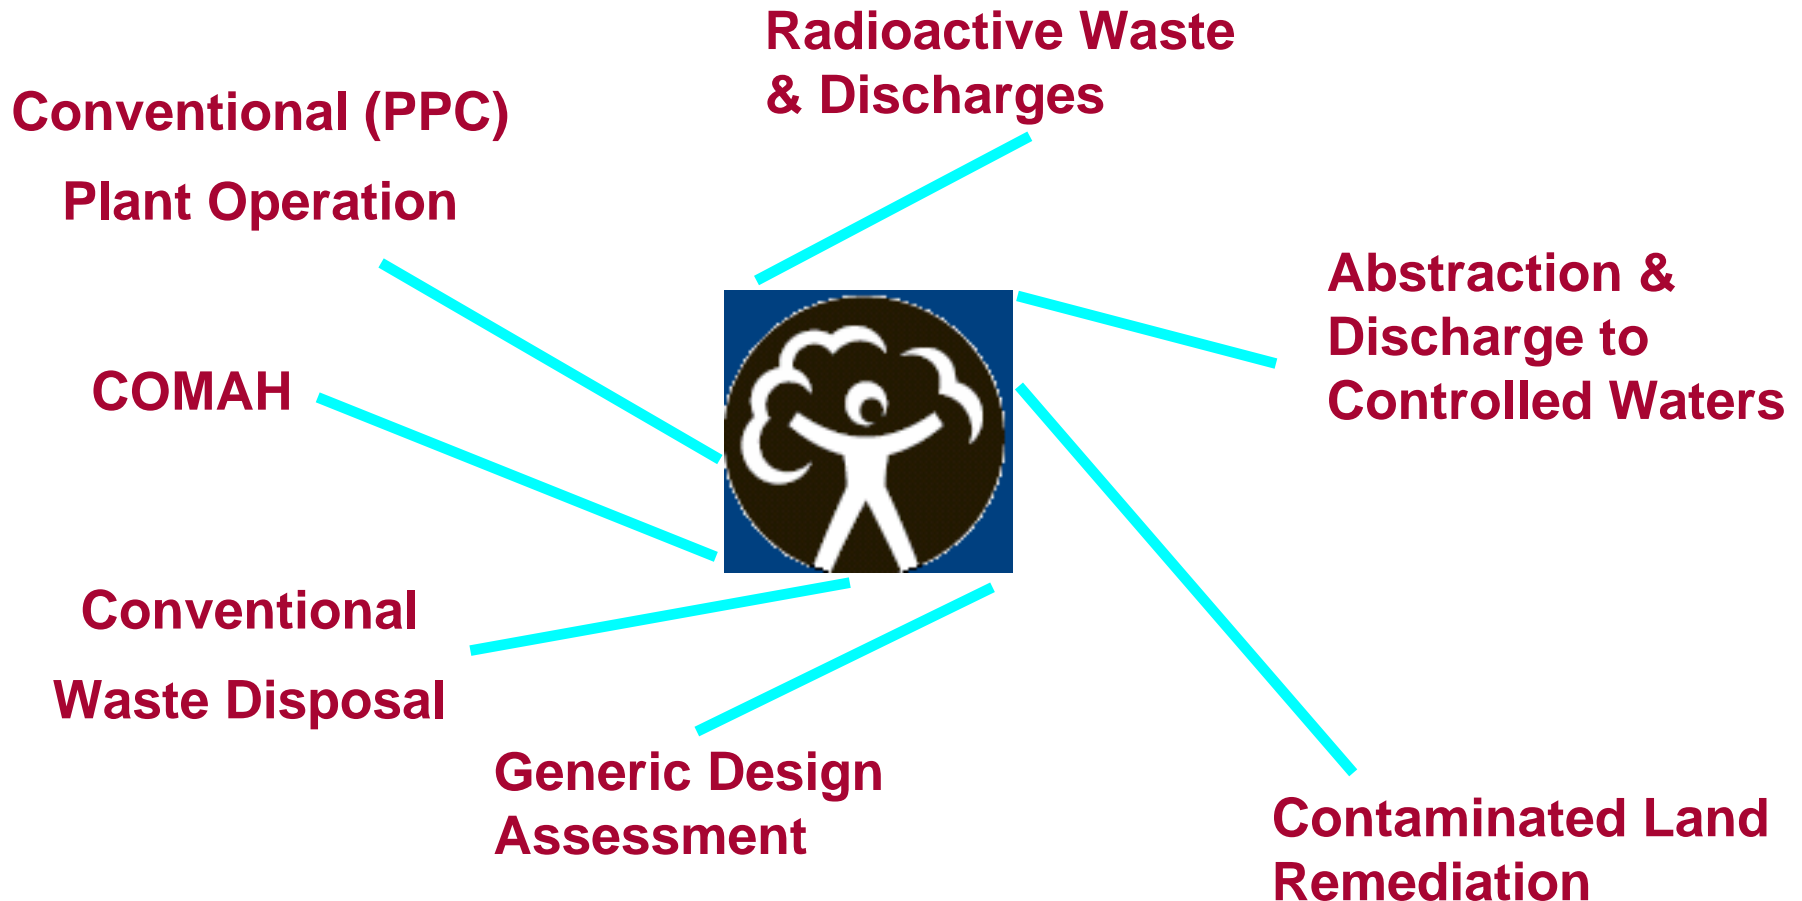 Radioactive Waste
& Discharges
Conventional (PPC)
Plant Operation
Abstraction &
Discharge to
Controlled Waters
COMAH
Conventional
Waste Disposal
Generic Design
Assessment
Contaminated Land
Remediation